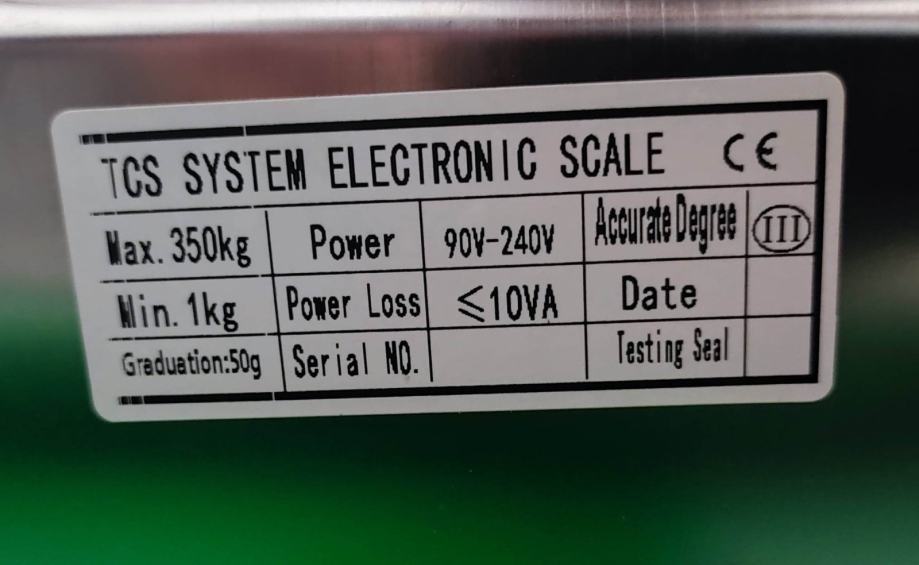 TCS SYSTEM ELECTRONIC SCALE CE
Max. 350kg Power 90V-240V Accurate Degree III
Min. 1kg Power Loss ≤10VA Date
Graduation:50g Serial NO. Testing Seal